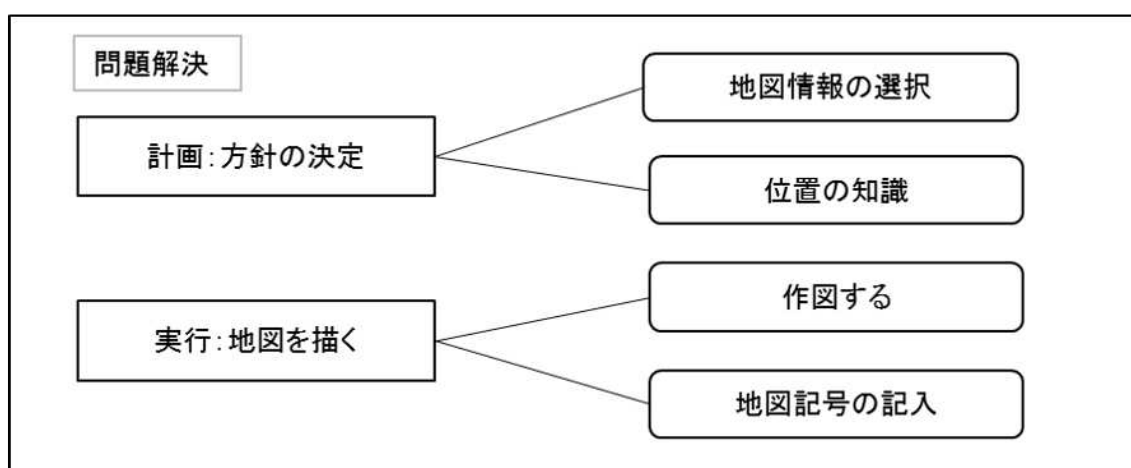 問題解決
計画：方針の決定
地図情報の選択
位置の知識
実行：地図を描く
作図する
地図記号の記入